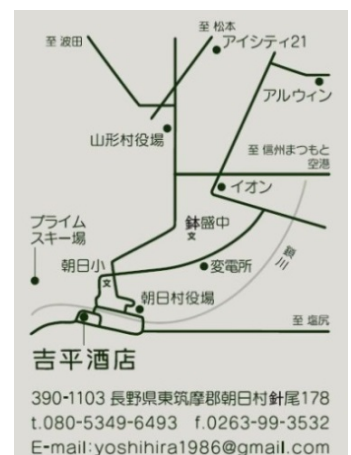 至 松本
至 波田
アイシティ21
アルウィン
山形村役場
至 信州まつもと
空港
イオン
鉢盛中
文
プライム
スキー場
鎖川
朝日小
文
変電所
朝日村役場
至 塩尻
吉平酒店
390-1103 長野県東筑摩郡朝日村針尾178
t.080-5349-6493 f.0263-99-3532
E-mail:yoshihira1986@gmail.com